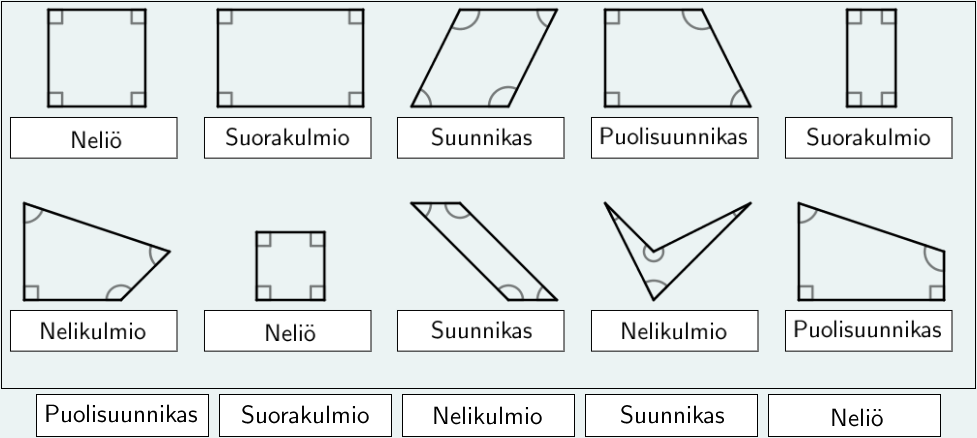 Neliö
Suorakulmio
Suunnikas
Puolisuunnikas
Suorakulmio
Nelikulmio
Neliö
Suunnikas
Nelikulmio
Puolisuunnikas
Puolisuunnikas
Suorakulmio
Nelikulmio
Suunnikas
Neliö